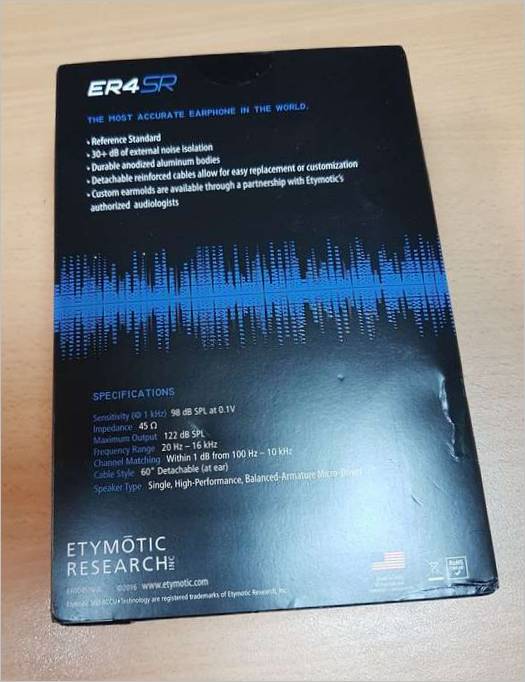 ER4SR
THE MOST ACCURATE EARPHONE IN THE WORLD.
• Reference Standard
• 30+ dB of external noise isolation
• Durable anodized aluminum bodies
• Detachable reinforced cables allow for easy replacement or customization
• Custom earmolds are available through a partnership with Etymotic's
authorized audiologists
SPECIFICATIONS
Sensitivity (@ 1 kHz) 98 dB SPL at 0.1V
Impedance 45 Ω
Maximum Output 122 dB SPL
Frequency Range 20 Hz – 16 kHz
Channel Matching Within 1 dB from 100 Hz – 10 kHz
Cable Style 60" Detachable (at ear)
Speaker Type Single, High-Performance, Balanced-Armature Micro-Driver
ETYMŌTIC
RESEARCH INC
©2016 www.etymotic.com
Technology are registered trademarks of Etymotic Research, Inc.
RoHS